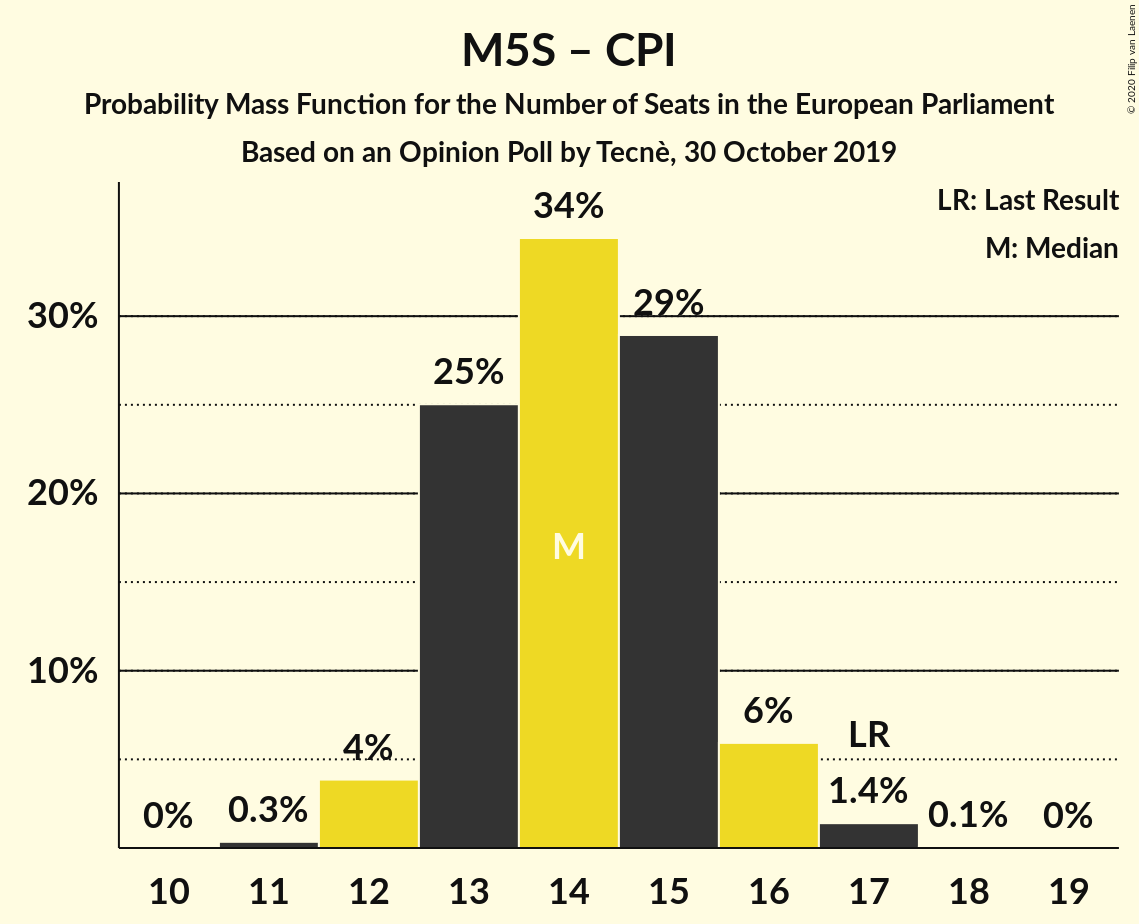 M5S – CPI
Probability Mass Function for the Number of Seats in the European Parliament
Based on an Opinion Poll by Tecnè, 30 October 2019
© 2020 Filip van Laenen
LR: Last Result
M: Median
34%
30%
29%
25%
20%
M
10%
6%
LR
4%
1.4%
0%
0.3%
0.1%
0%
10 11 12 13 14 15 16 17 18 19